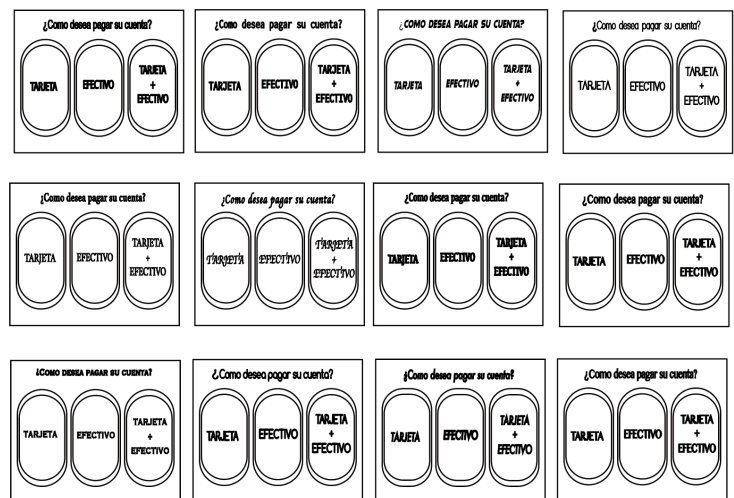 ¿Como desea pagar su cuenta?
TARJETA
EFECTIVO
TARJETA
+
EFECTIVO
¿Como desea pagar su cuenta?
TARJETA
EFECTIVO
TARJETA
+
EFECTIVO
¿COMO DESEA PAGAR SU CUENTA?
TARJETA
EFECTIVO
TARJETA
+
EFECTIVO
¿Como desea pagar su cuenta?
TARJETA
EFECTIVO
TARJETA
+
EFECTIVO
¿Como desea pagar su cuenta?
TARJETA
EFECTIVO
TARJETA
+
EFECTIVO
¿Como desea pagar su cuenta?
TARJETA
EFECTIVO
TARJETA
+
EFECTIVO
¿Como desea pagar su cuenta?
TARJETA
EFECTIVO
TARJETA
+
EFECTIVO
¿Como desea pagar su cuenta?
TARJETA
EFECTIVO
TARJETA
+
EFECTIVO
¿COMO DESEA PAGAR SU CUENTA?
TARJETA
EFECTIVO
TARJETA
+
EFECTIVO
¿Como desea pagar su cuenta?
TARJETA
EFECTIVO
TARJETA
+
EFECTIVO
¿Como desea pagar su cuenta?
TARJETA
EFECTIVO
TARJETA
+
EFECTIVO
¿Como desea pagar su cuenta?
TARJETA
EFECTIVO
TARJETA
+
EFECTIVO